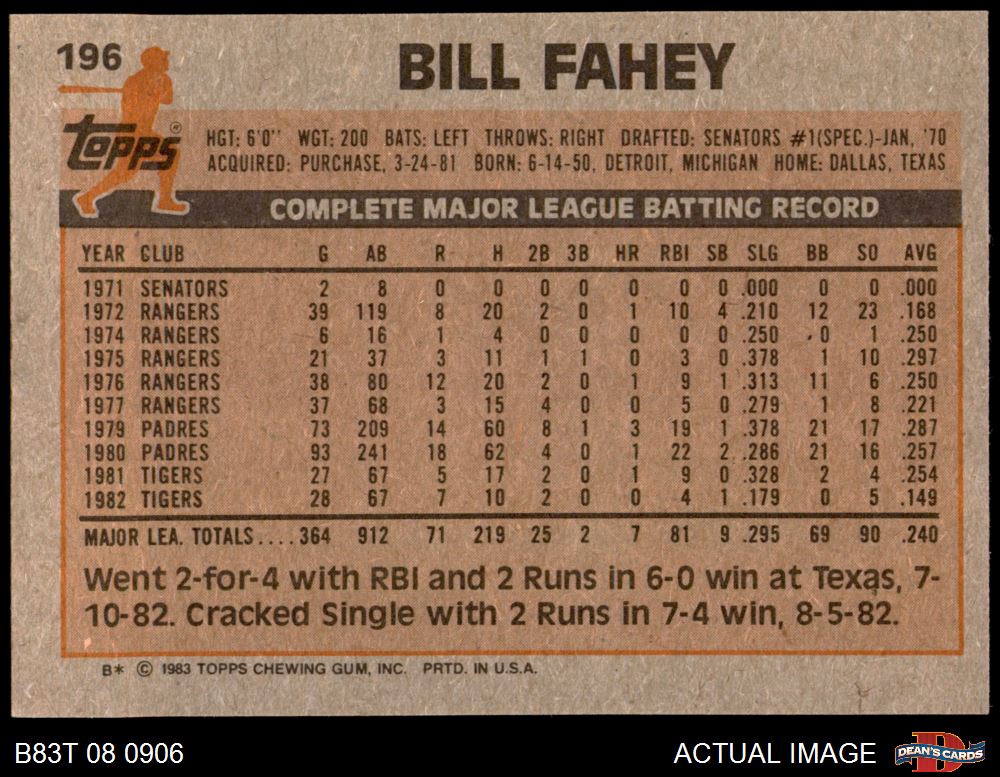 196
BILL FAHEY
topps®
HGT: 6'0" WGT: 200 BATS: LEFT THROWS: RIGHT DRAFTED: SENATORS #1(SPEC.)-JAN, '70
ACQUIRED: PURCHASE, 3-24-81 BORN: 6-14-50, DETROIT, MICHIGAN HOME: DALLAS, TEXAS
COMPLETE MAJOR LEAGUE BATTING RECORD
YEAR CLUB G AB R H 2B 3B HR RBI SB SLG BB SO AVG
1971 SENATORS 2 8 0 0 0 0 0 0 0 .000 0 0 .000
1972 RANGERS 39 119 8 20 2 0 1 10 4 .210 12 23 .168
1974 RANGERS 6 16 1 4 0 0 0 0 0 .250 0 1 .250
1975 RANGERS 21 37 3 11 1 1 0 3 0 .378 1 10 .297
1976 RANGERS 38 80 12 20 2 0 1 9 1 .313 11 6 .250
1977 RANGERS 37 68 3 15 4 0 0 5 0 .279 1 8 .221
1979 PADRES 73 209 14 60 8 1 3 19 1 .378 21 17 .287
1980 PADRES 93 241 18 62 4 0 1 22 2 .286 21 16 .257
1981 TIGERS 27 67 5 17 2 0 1 9 0 .328 2 4 .254
1982 TIGERS 28 67 7 10 2 0 0 4 1 .179 0 5 .149
MAJOR LEA. TOTALS....364 912 71 219 25 2 7 81 9 .295 69 90 .240
Went 2-for-4 with RBI and 2 Runs in 6-0 win at Texas, 7-
10-82. Cracked Single with 2 Runs in 7-4 win, 8-5-82.
B* © 1983 TOPPS CHEWING GUM, INC. PRTD. IN U.S.A.
B83T 08 0906
ACTUAL IMAGE
D
DEAN'S CARDS